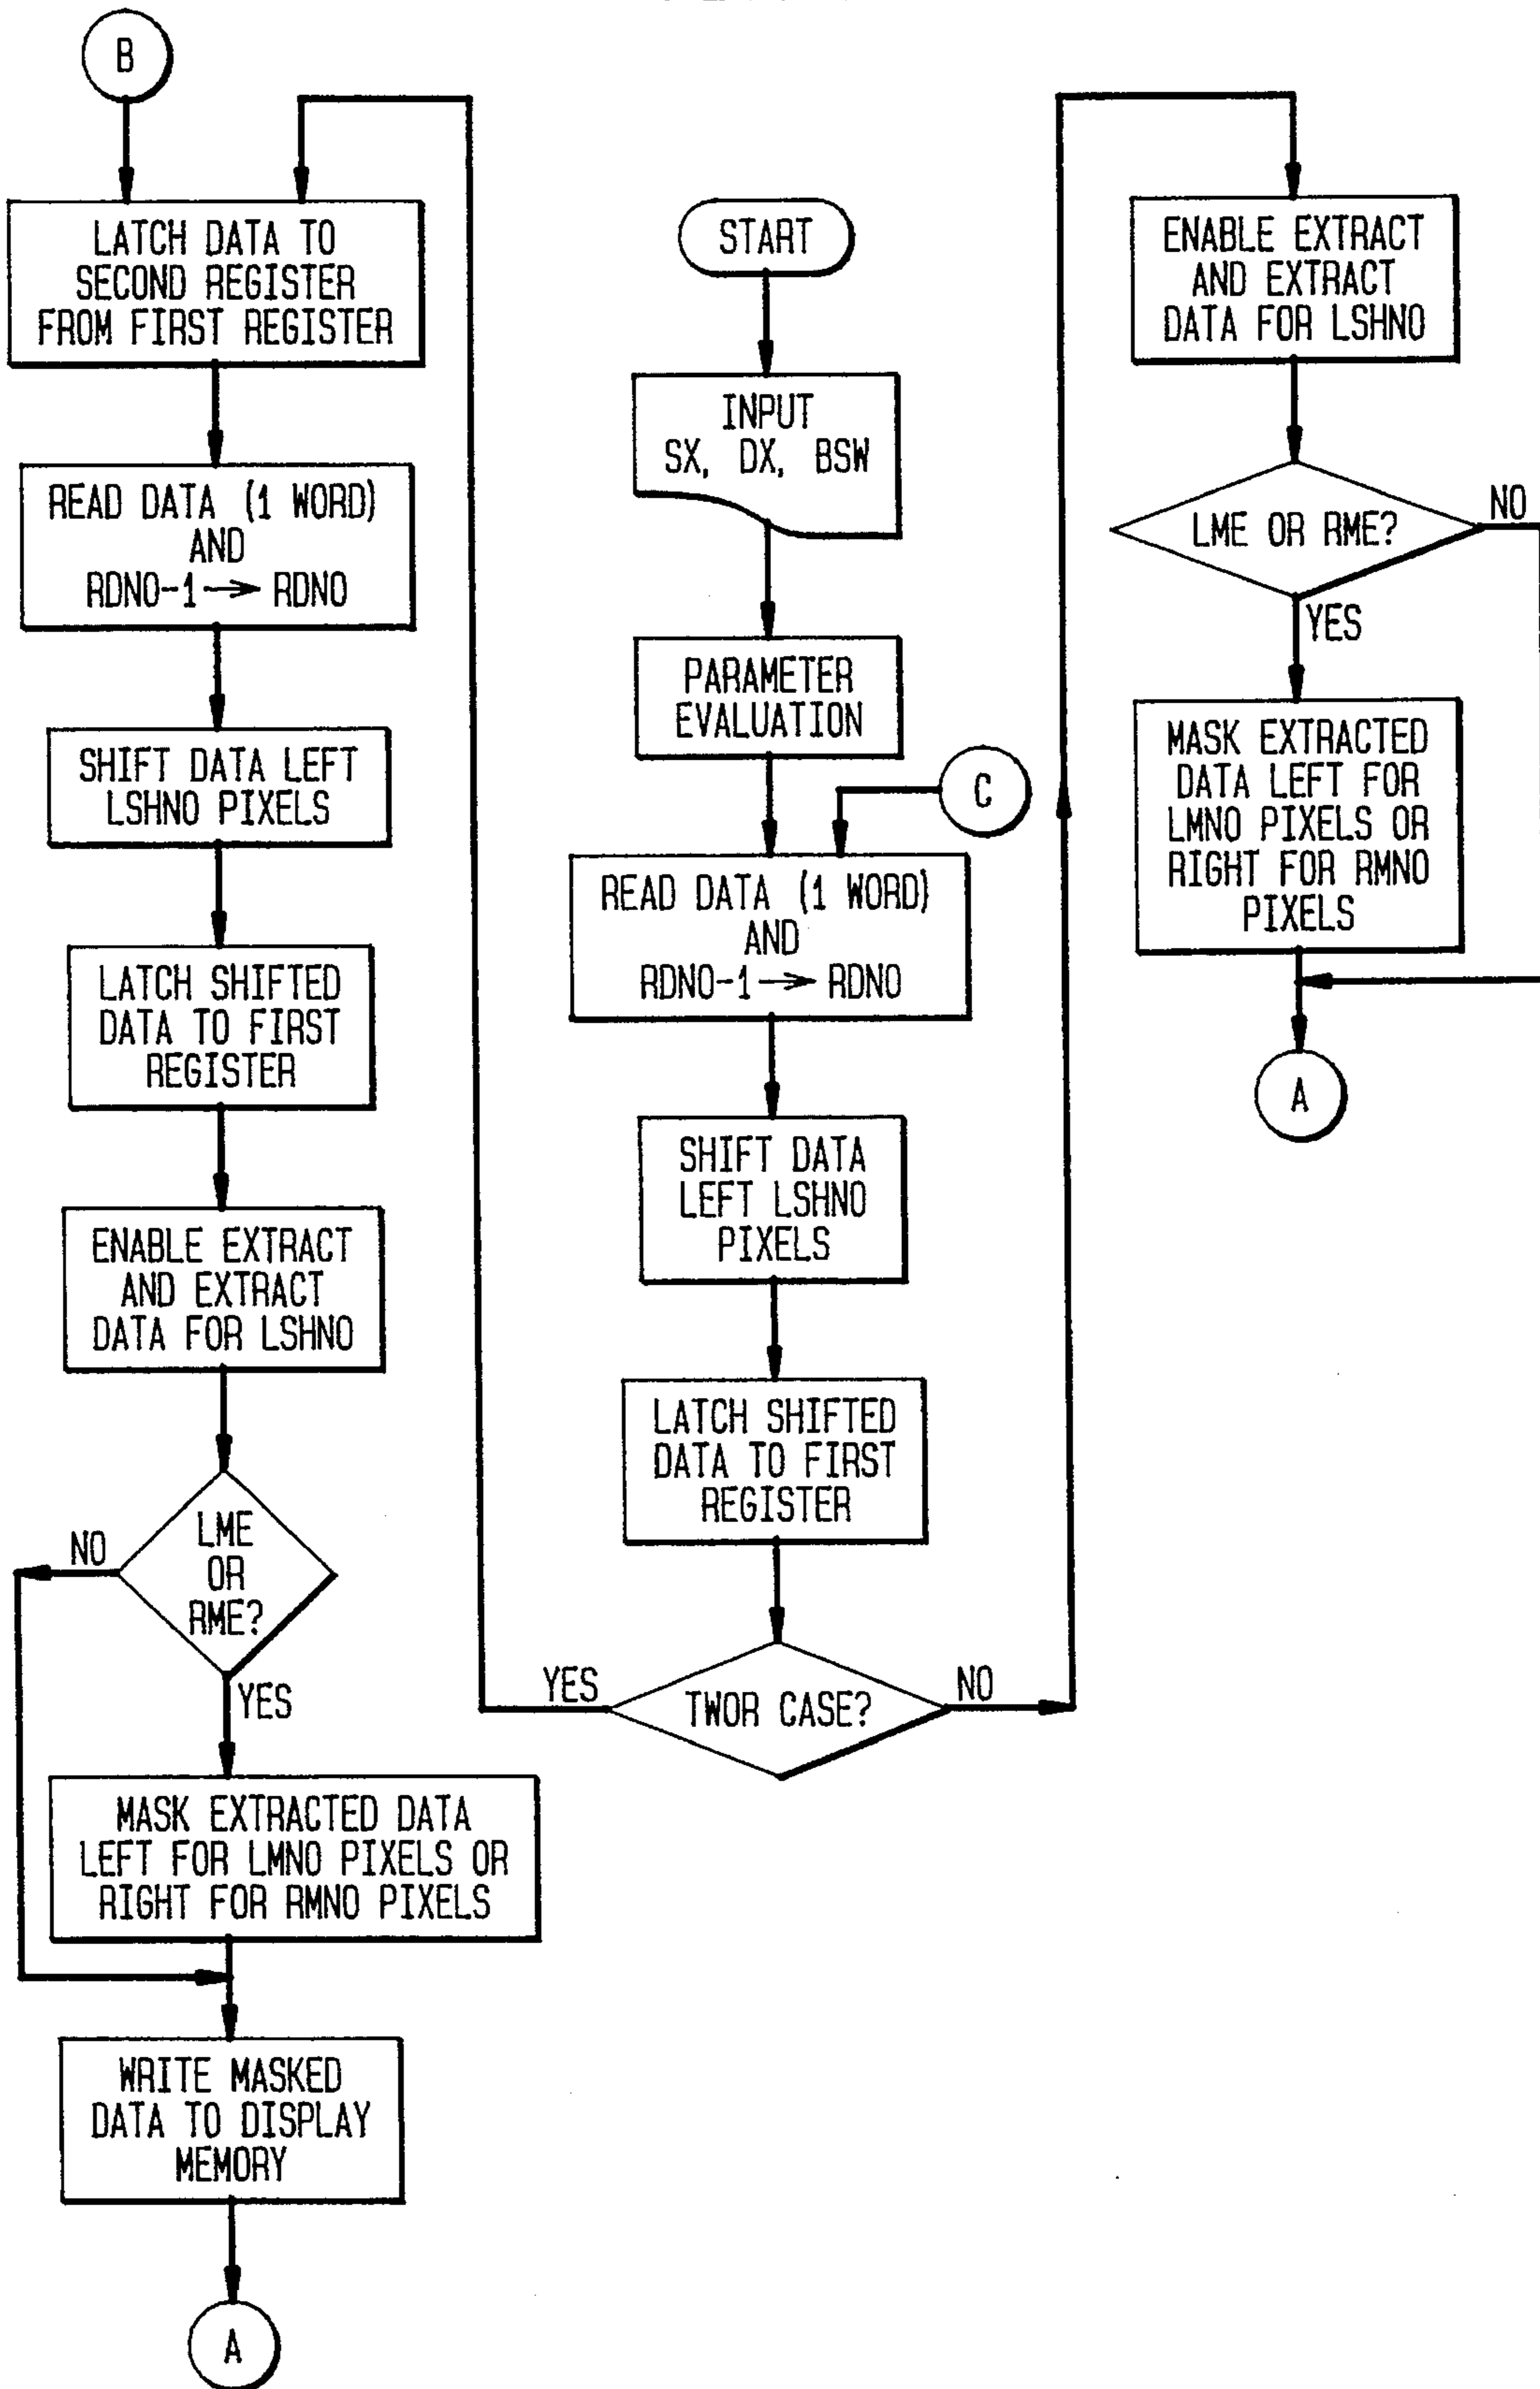 B
LATCH DATA TO
SECOND REGISTER
FROM FIRST REGISTER
READ DATA (1 WORD)
AND
RDNO-1 → RDNO
SHIFT DATA LEFT
LSHNO PIXELS
LATCH SHIFTED
DATA TO FIRST
REGISTER
ENABLE EXTRACT
AND EXTRACT
DATA FOR LSHNO
LME
OR
RME?
NO
YES
MASK EXTRACTED DATA
LEFT FOR LMNO PIXELS OR
RIGHT FOR RMNO PIXELS
WRITE MASKED
DATA TO DISPLAY
MEMORY
A
START
INPUT
SX, DX, BSW
PARAMETER
EVALUATION
C
READ DATA (1 WORD)
AND
RDNO-1 → RDNO
SHIFT DATA
LEFT LSHNO
PIXELS
LATCH SHIFTED
DATA TO FIRST
REGISTER
YES
TWOR CASE?
NO
ENABLE EXTRACT
AND EXTRACT
DATA FOR LSHNO
LME OR RME?
NO
YES
MASK EXTRACTED
DATA LEFT FOR
LMNO PIXELS OR
RIGHT FOR RMNO
PIXELS
A